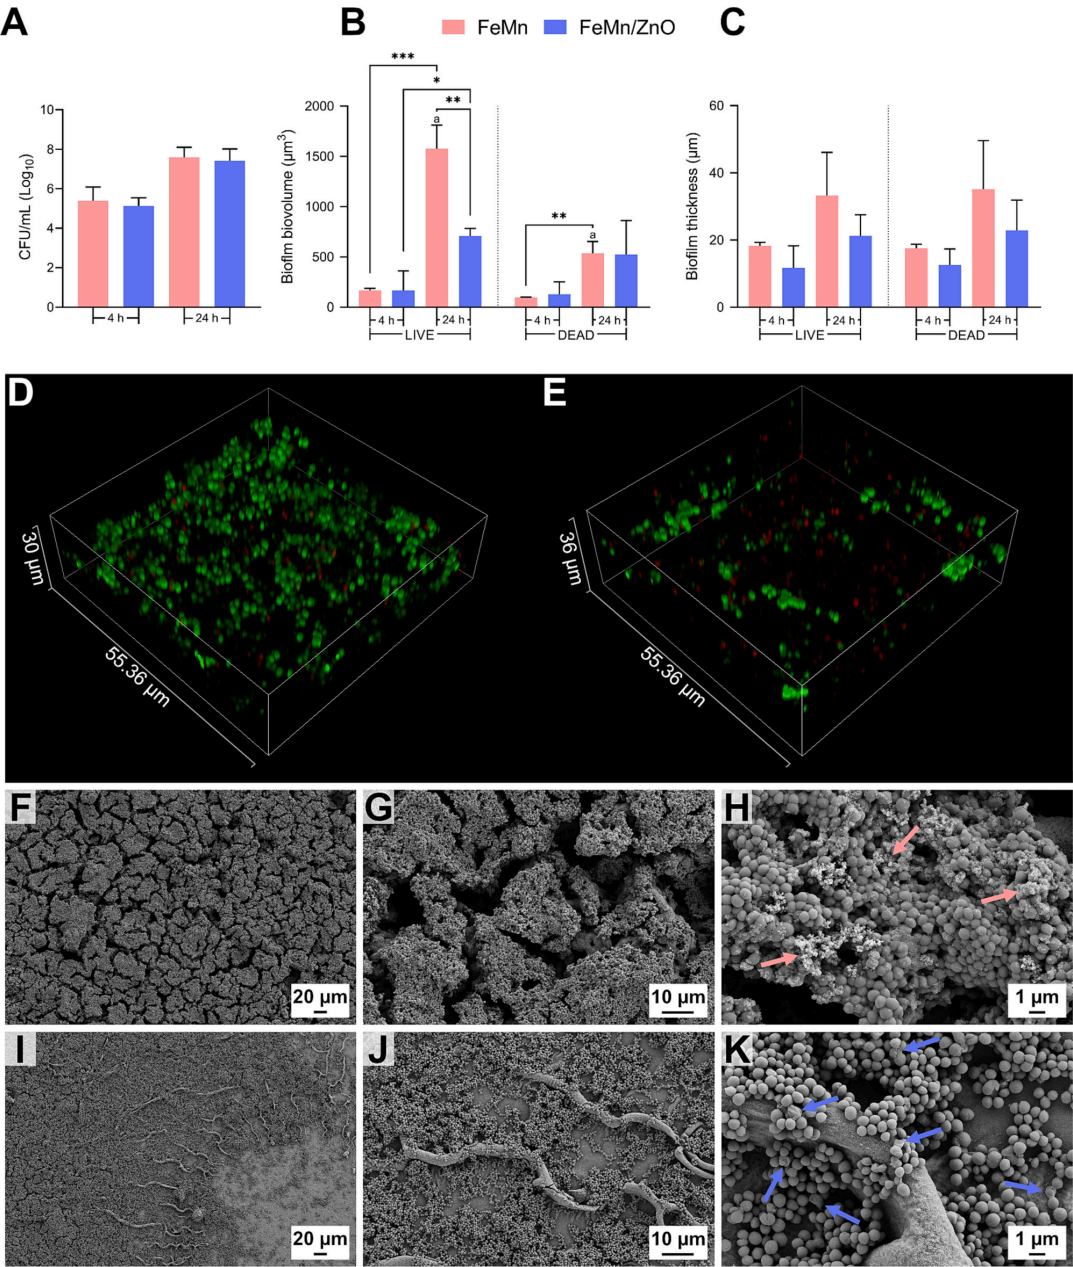 A
B
FeMn
FeMn/ZnO
C
CFU/mL (Log10)
10
8
6
4
2
0
4 h
24 h
Biofilm biovolume (µm3)
2000
1500
1000
500
0
***
*
**
a
**
a
4 h
24 h
4 h
24 h
LIVE
DEAD
Biofilm thickness (µm)
60
40
20
0
4 h
24 h
4 h
24 h
LIVE
DEAD
D
30 µm
55.36 µm
E
36 µm
55.36 µm
F
20 µm
G
10 µm
H
1 µm
I
20 µm
J
10 µm
K
1 µm